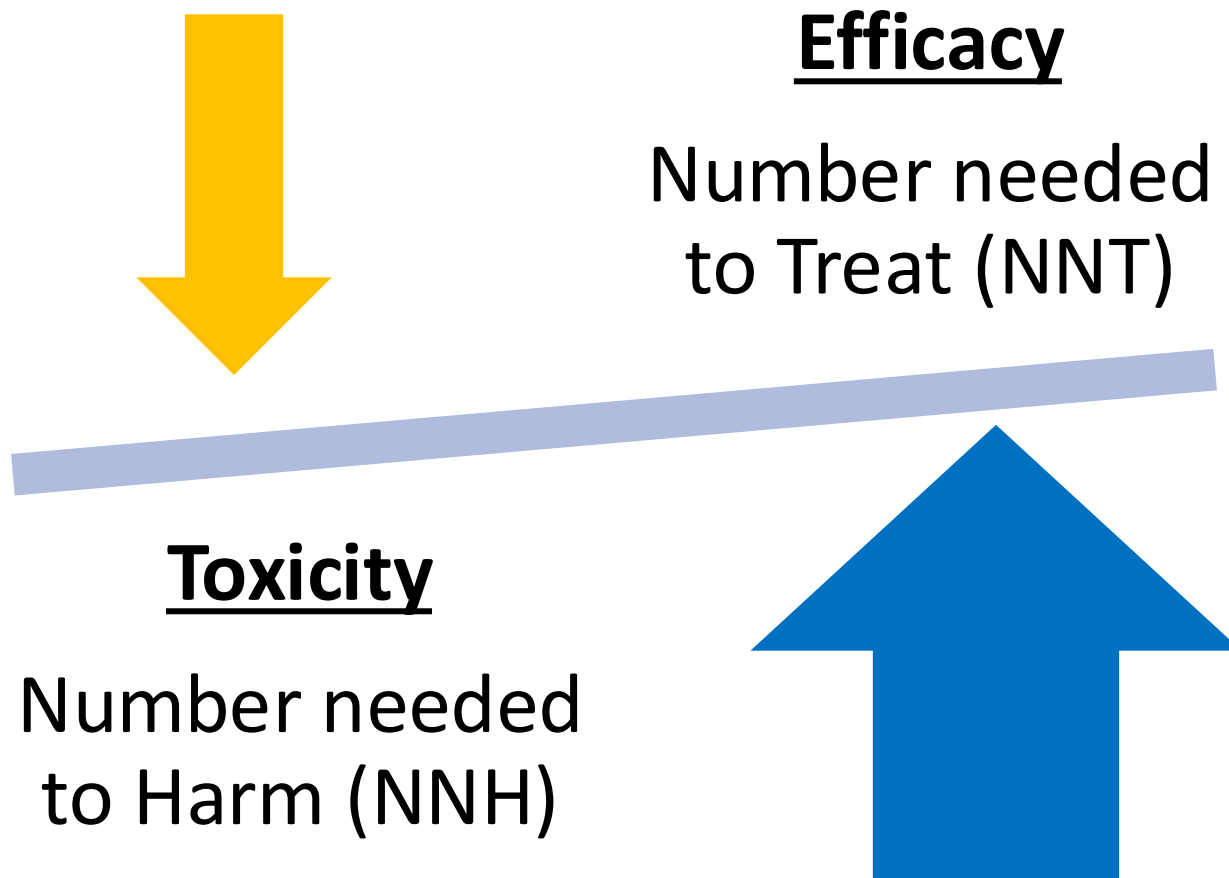 Efficacy
Number needed
to Treat (NNT)
Toxicity
Number needed
to Harm (NNH)